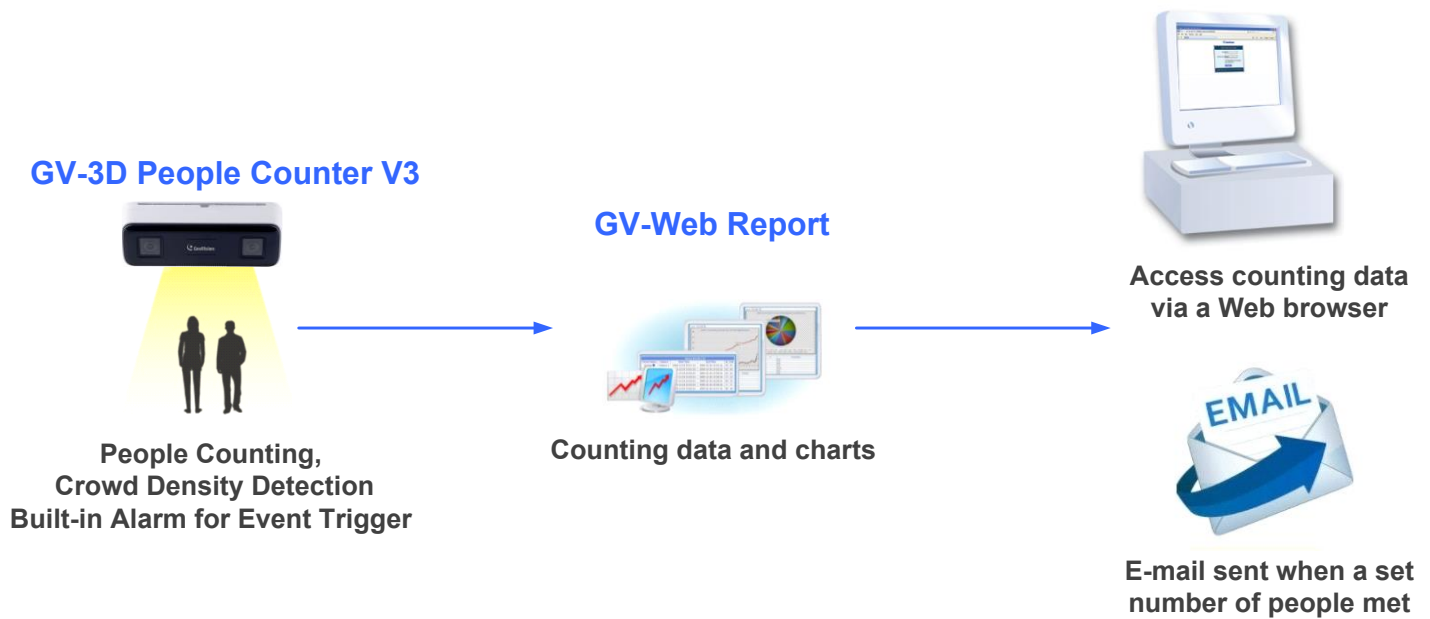 GV-3D People Counter V3
GeoVision
People Counting,
Crowd Density Detection
Built-in Alarm for Event Trigger
GV-Web Report
Counting data and charts
Access counting data
via a Web browser
EMAIL
E-mail sent when a set
number of people met